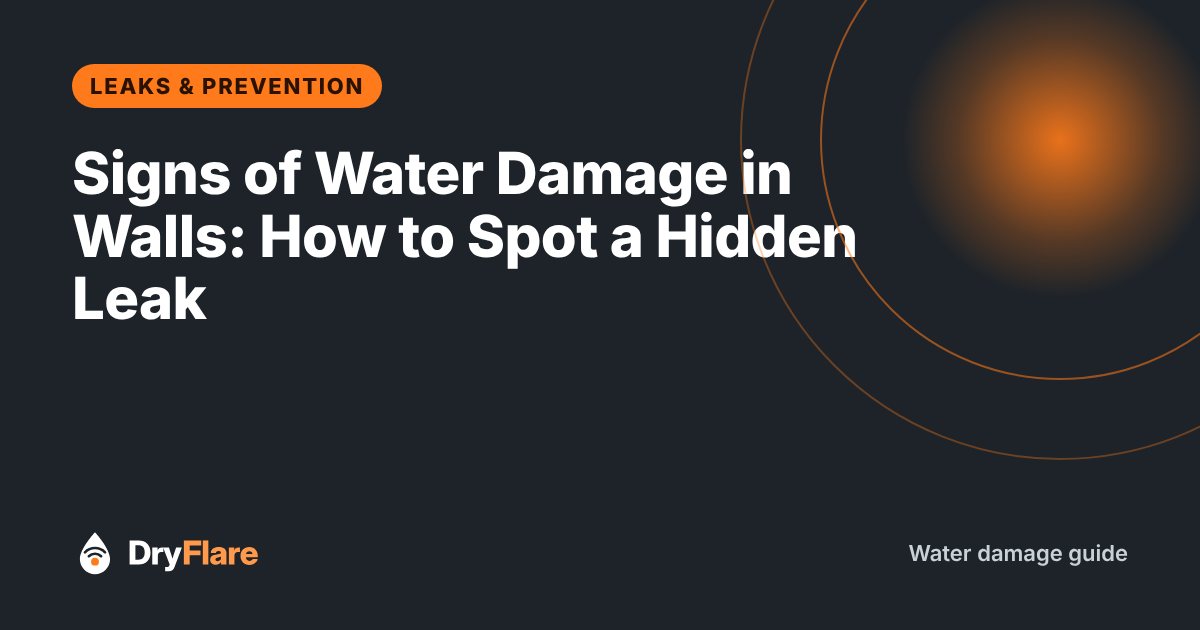 LEAKS & PREVENTION
Signs of Water Damage in
Walls: How to Spot a Hidden
Leak
DryFlare
Water damage guide